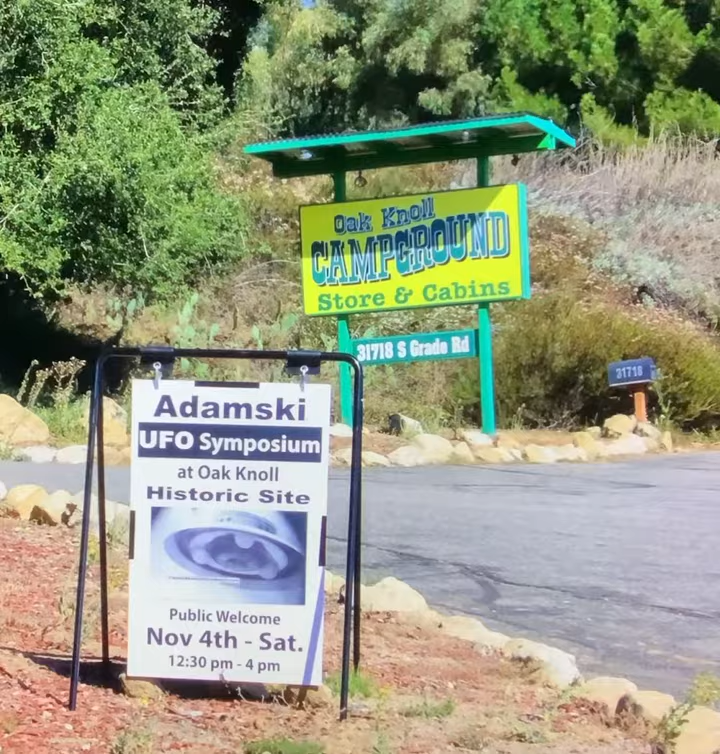 Oak Knoll
CAMPGROUND
Store & Cabins
31718 S Grade Rd
31718
Adamski
UFO Symposium
at Oak Knoll
Historic Site
Public Welcome
Nov 4th - Sat.
12:30 pm - 4 pm